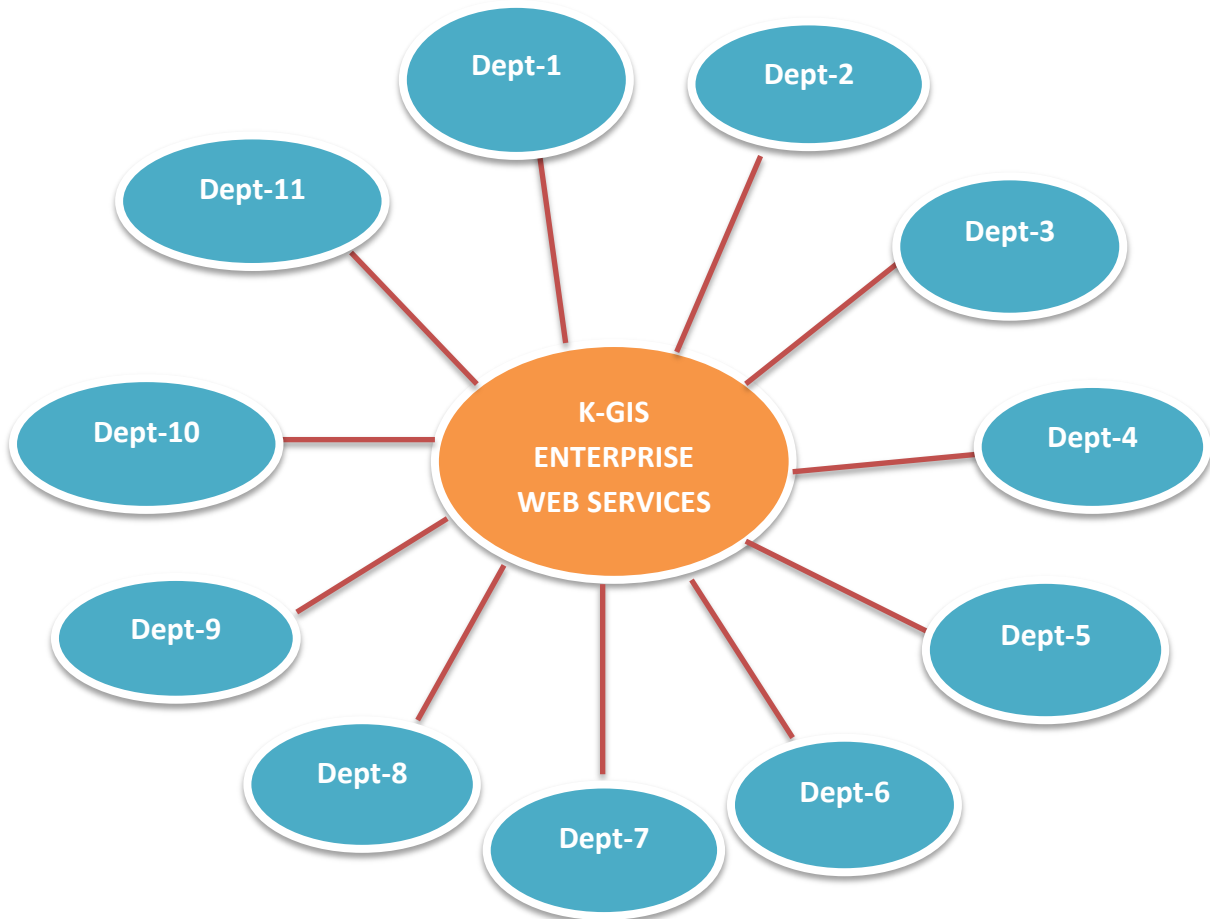 Dept-1
Dept-2
Dept-3
Dept-4
Dept-5
Dept-6
Dept-7
Dept-8
Dept-9
Dept-10
Dept-11
K-GIS
ENTERPRISE
WEB SERVICES